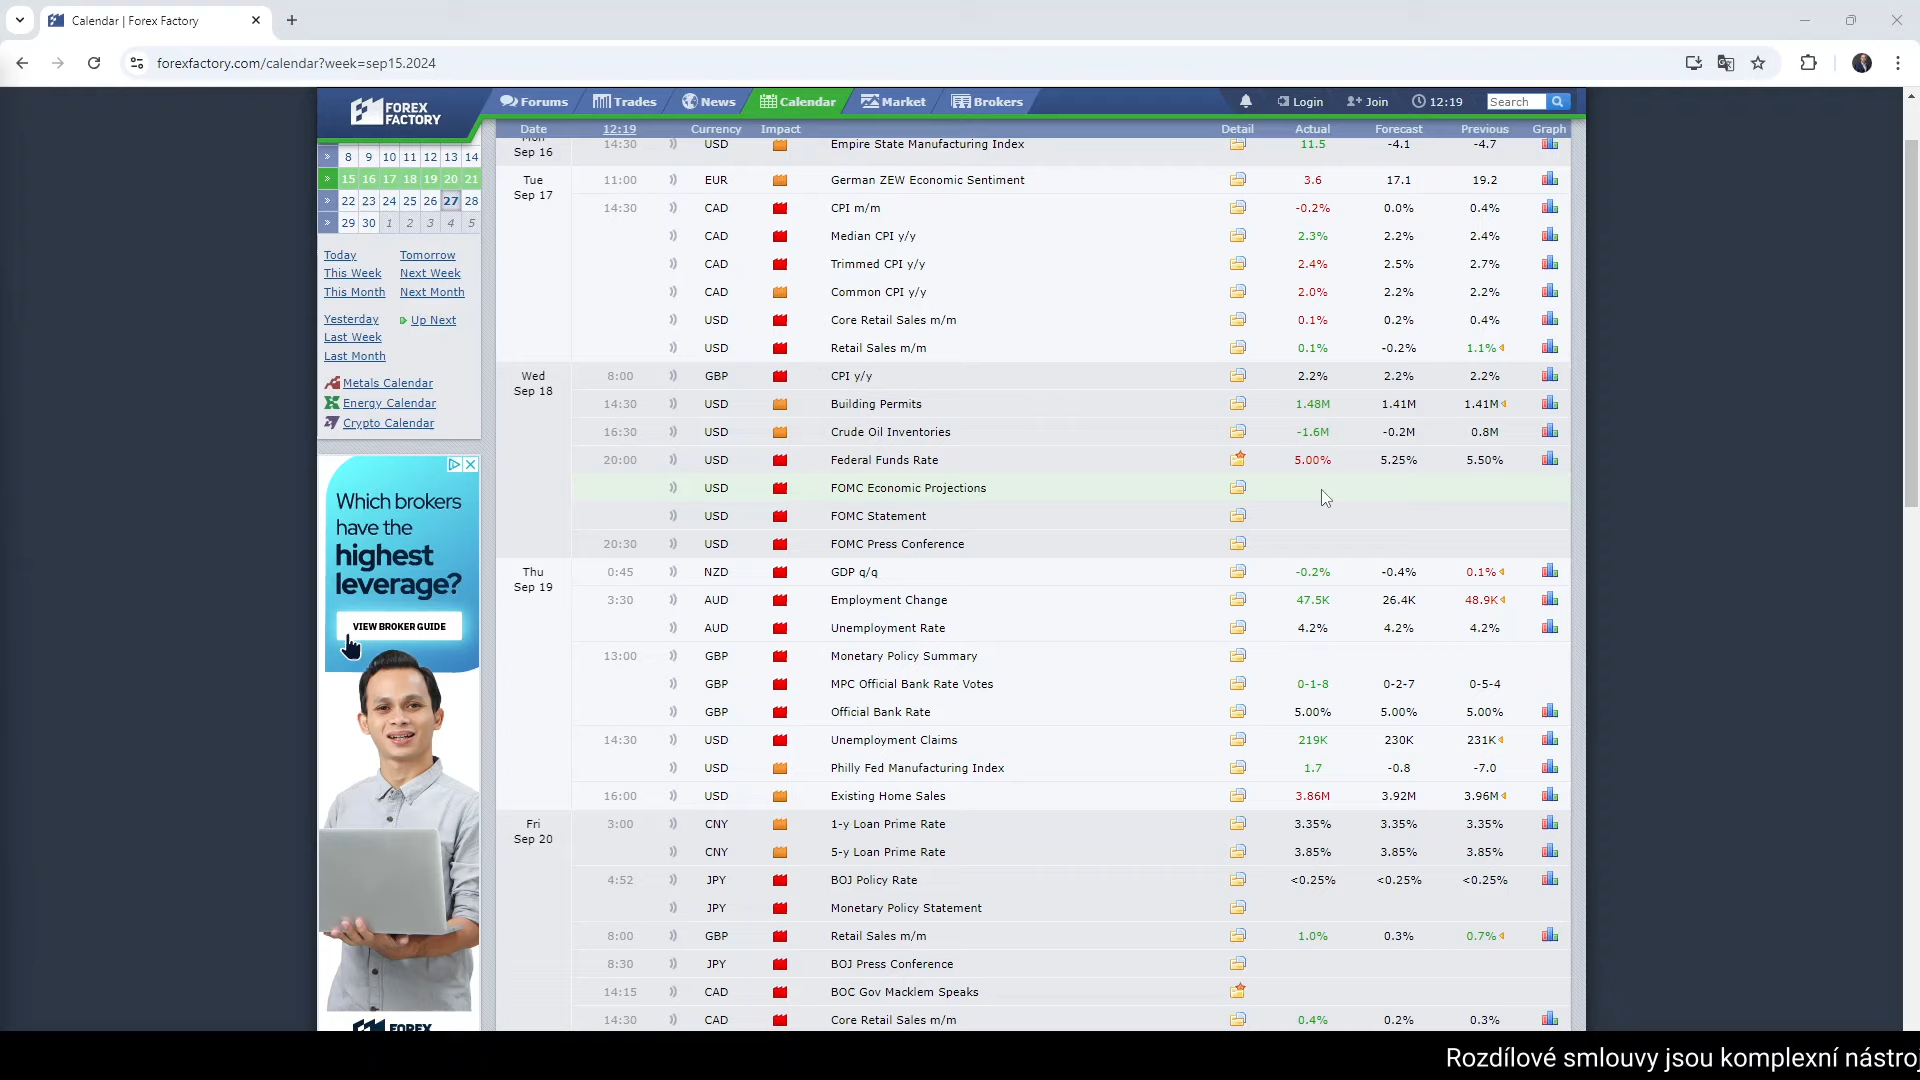 Calendar | Forex Factory
forexfactory.com/calendar?week=sep15.2024
FOREX FACTORY
Forums Trades News Calendar Market Brokers Login Join 12:19 Search
Date 12:19 Currency Impact Detail Actual Forecast Previous Graph
» 8 9 10 11 12 13 14
» 15 16 17 18 19 20 21
» 22 23 24 25 26 27 28
» 29 30 1 2 3 4 5
Today Tomorrow
This Week Next Week
This Month Next Month
Yesterday Up Next
Last Week
Last Month
Metals Calendar
Energy Calendar
Crypto Calendar
Which brokers
have the
highest
leverage?
VIEW BROKER GUIDE
FOREX
Mon Sep 16 14:30 USD Empire State Manufacturing Index 11.5 -4.1 -4.7
Tue Sep 17 11:00 EUR German ZEW Economic Sentiment 3.6 17.1 19.2
14:30 CAD CPI m/m -0.2% 0.0% 0.4%
CAD Median CPI y/y 2.3% 2.2% 2.4%
CAD Trimmed CPI y/y 2.4% 2.5% 2.7%
CAD Common CPI y/y 2.0% 2.2% 2.2%
USD Core Retail Sales m/m 0.1% 0.2% 0.4%
USD Retail Sales m/m 0.1% -0.2% 1.1%
Wed Sep 18 8:00 GBP CPI y/y 2.2% 2.2% 2.2%
14:30 USD Building Permits 1.48M 1.41M 1.41M
16:30 USD Crude Oil Inventories -1.6M -0.2M 0.8M
20:00 USD Federal Funds Rate 5.00% 5.25% 5.50%
USD FOMC Economic Projections
USD FOMC Statement
20:30 USD FOMC Press Conference
Thu Sep 19 0:45 NZD GDP q/q -0.2% -0.4% 0.1%
3:30 AUD Employment Change 47.5K 26.4K 48.9K
AUD Unemployment Rate 4.2% 4.2% 4.2%
13:00 GBP Monetary Policy Summary
GBP MPC Official Bank Rate Votes 0-1-8 0-2-7 0-5-4
GBP Official Bank Rate 5.00% 5.00% 5.00%
14:30 USD Unemployment Claims 219K 230K 231K
USD Philly Fed Manufacturing Index 1.7 -0.8 -7.0
16:00 USD Existing Home Sales 3.86M 3.92M 3.96M
Fri Sep 20 3:00 CNY 1-y Loan Prime Rate 3.35% 3.35% 3.35%
CNY 5-y Loan Prime Rate 3.85% 3.85% 3.85%
4:52 JPY BOJ Policy Rate <0.25% <0.25% <0.25%
JPY Monetary Policy Statement
8:00 GBP Retail Sales m/m 1.0% 0.3% 0.7%
8:30 JPY BOJ Press Conference
14:15 CAD BOC Gov Macklem Speaks
14:30 CAD Core Retail Sales m/m 0.4% 0.2% 0.3%
Rozdílové smlouvy jsou komplexní nástroj